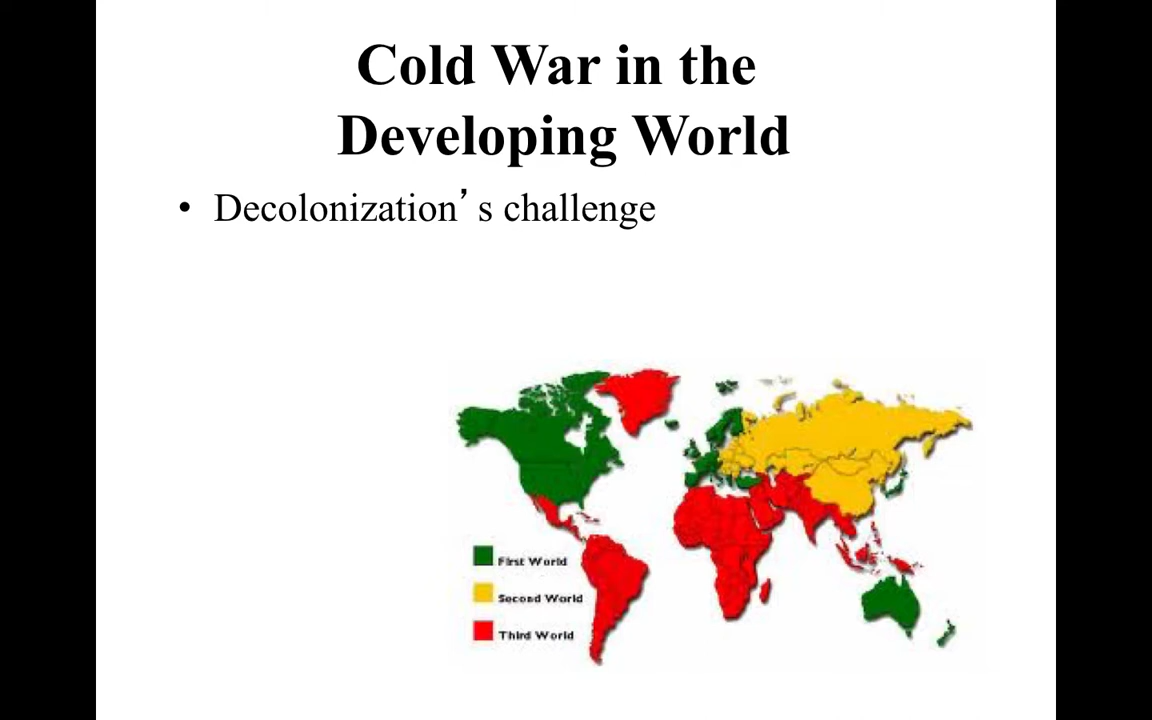 Cold War in the
Developing World
• Decolonization’s challenge
First World
Second World
Third World